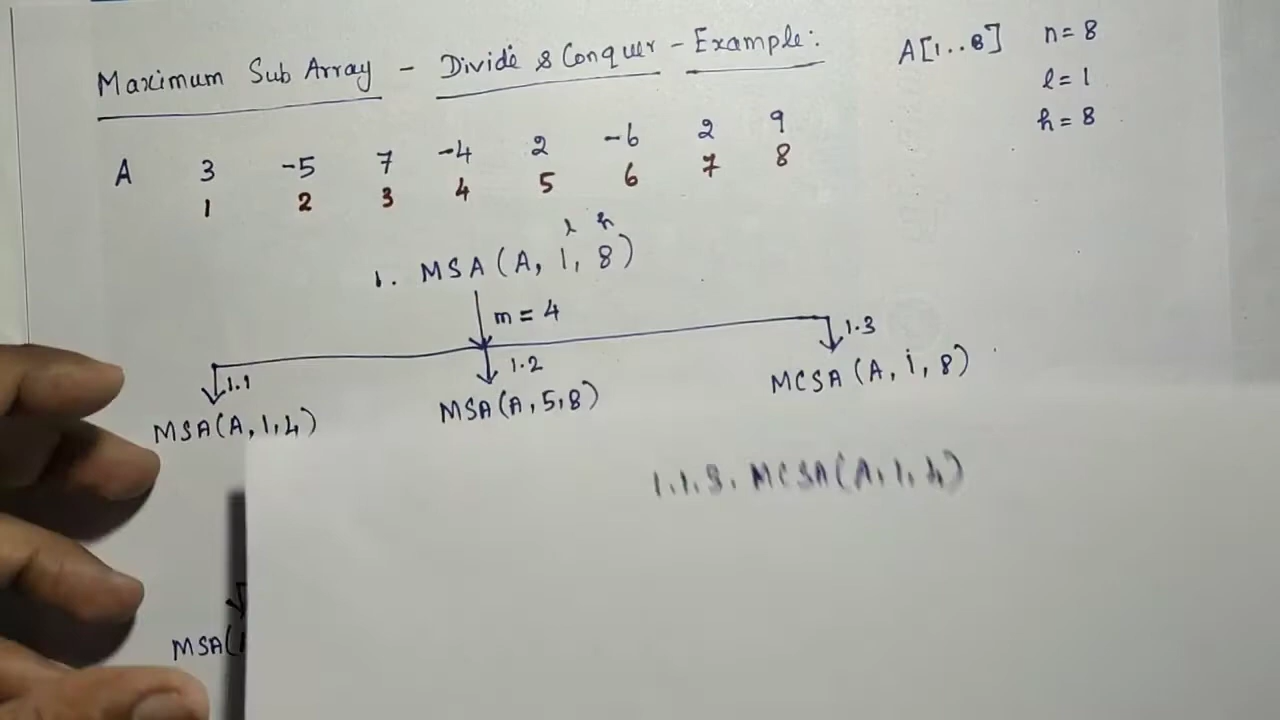 Maximum Sub Array - Divide & Conquer - Example:
A[1..8] n=8
l=1
h=8
A 3 -5 7 -4 2 -6 2 9
1 2 3 4 5 6 7 8
l h
1. MSA(A, 1, 8)
m = 4
1.1 1.2 1.3
MSA(A, 1, 4) MSA(A, 5, 8) MCSA(A, 1, 8)
1.1.3. MCSA(A, 1, 4)
MSA(